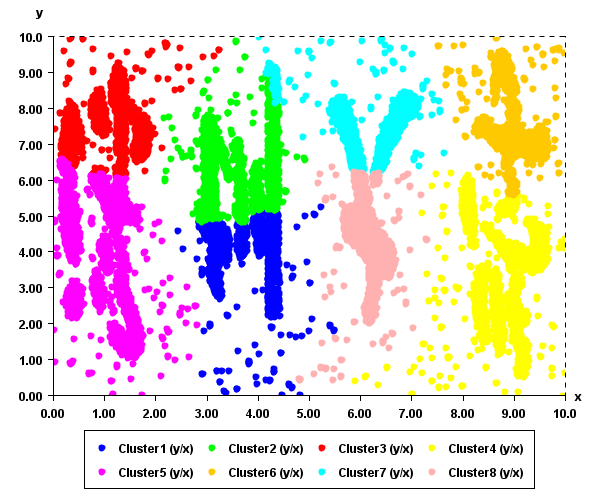 y
10.0
9.00
8.00
7.00
6.00
5.00
4.00
3.00
2.00
1.00
0.00
0.00 1.00 2.00 3.00 4.00 5.00 6.00 7.00 8.00 9.00 10.0 x
Cluster1 (y/x) Cluster2 (y/x) Cluster3 (y/x) Cluster4 (y/x)
Cluster5 (y/x) Cluster6 (y/x) Cluster7 (y/x) Cluster8 (y/x)